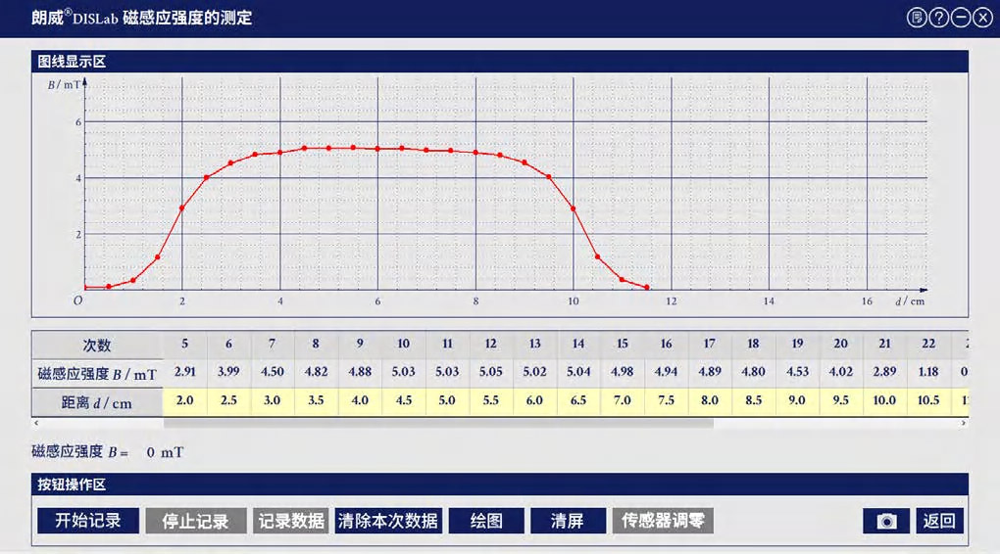 朗威®DISLab 磁感应强度的测定
图线显示区
B / mT
6
4
2
O 2 4 6 8 10 12 14 16 d / cm
次数 5 6 7 8 9 10 11 12 13 14 15 16 17 18 19 20 21 22
磁感应强度 B / mT 2.91 3.99 4.50 4.82 4.88 5.03 5.03 5.05 5.02 5.04 4.98 4.94 4.89 4.80 4.53 4.02 2.89 1.18
距离 d / cm 2.0 2.5 3.0 3.5 4.0 4.5 5.0 5.5 6.0 6.5 7.0 7.5 8.0 8.5 9.0 9.5 10.0 10.5
磁感应强度 B = 0 mT
按钮操作区
开始记录 停止记录 记录数据 清除本次数据 绘图 清屏 传感器调零 返回